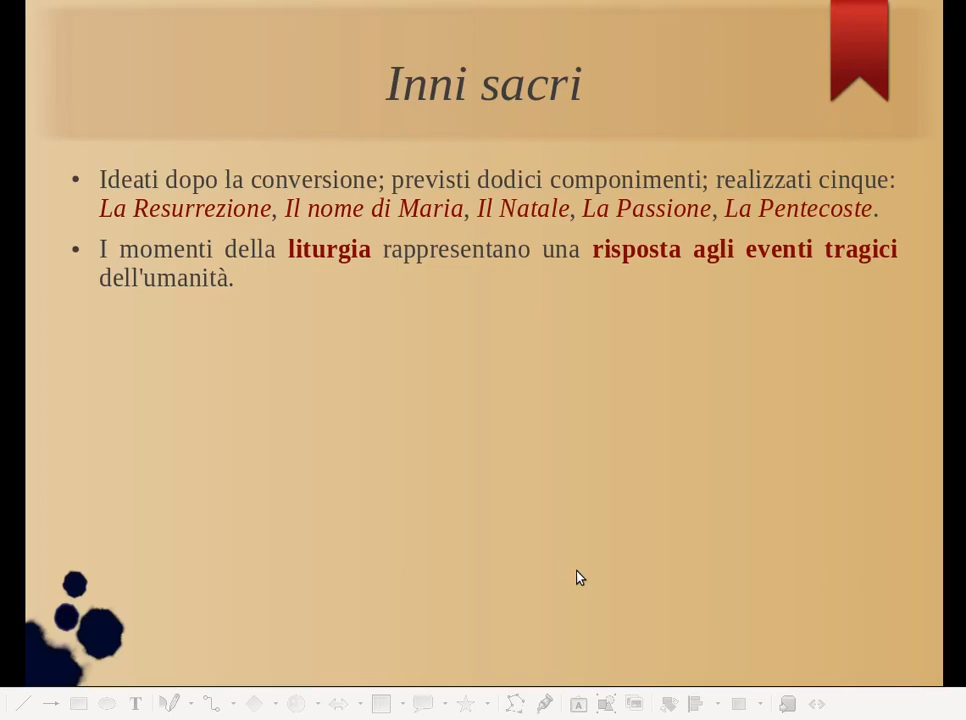 Inni sacri
• Ideati dopo la conversione; previsti dodici componimenti; realizzati cinque:
La Resurrezione, Il nome di Maria, Il Natale, La Passione, La Pentecoste.
• I momenti della liturgia rappresentano una risposta agli eventi tragici
dell'umanità.